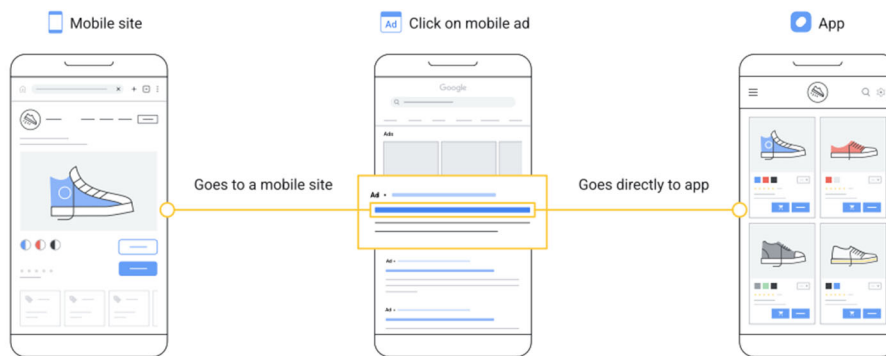 Mobile site
Ad Click on mobile ad
App
Google
Ads
Goes to a mobile site
Ad •
Goes directly to app
Ad •
Ad •